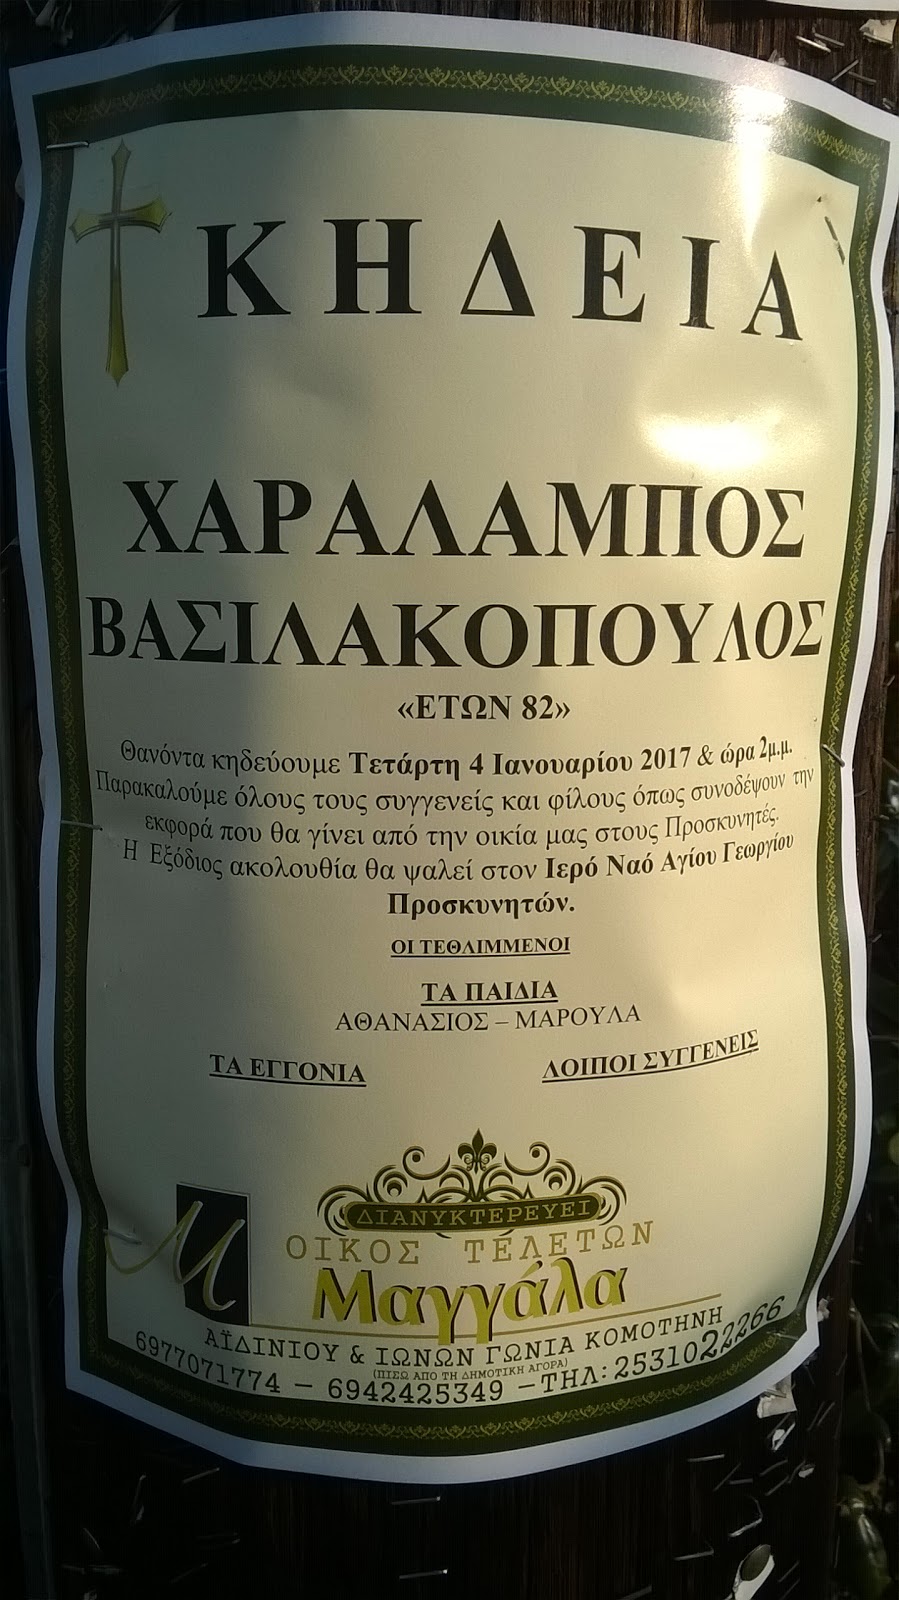 ΚΗΔΕΙΑ
ΧΑΡΑΛΑΜΠΟΣ
ΒΑΣΙΛΑΚΟΠΟΥΛΟΣ
«ΕΤΩΝ 82»
Θανόντα κηδεύουμε Τετάρτη 4 Ιανουαρίου 2017 & ώρα 2μ.μ.
Παρακαλούμε όλους τους συγγενείς και φίλους όπως συνοδέψουν την
εκφορά που θα γίνει από την οικία μας στους Προσκυνητές.
Η Εξόδιος ακολουθία θα ψαλεί στον Ιερό Ναό Αγίου Γεωργίου
Προσκυνητών.
ΟΙ ΤΕΘΛΙΜΜΕΝΟΙ
ΤΑ ΠΑΙΔΙΑ
ΑΘΑΝΑΣΙΟΣ – ΜΑΡΟΥΛΑ
ΤΑ ΕΓΓΟΝΙΑ ΛΟΙΠΟΙ ΣΥΓΓΕΝΕΙΣ
ΔΙΑΝΥΚΤΕΡΕΥΕΙ
Μ ΟΙΚΟΣ ΤΕΛΕΤΩΝ
Μαγγάλα
ΑΪΔΙΝΙΟΥ & ΙΩΝΩΝ ΓΩΝΙΑ ΚΟΜΟΤΗΝΗ
(ΠΙΣΩ ΑΠΟ ΤΗ ΔΗΜΟΤΙΚΗ ΑΓΟΡΑ)
6977071774 – 6942425349 – ΤΗΛ: 2531022266